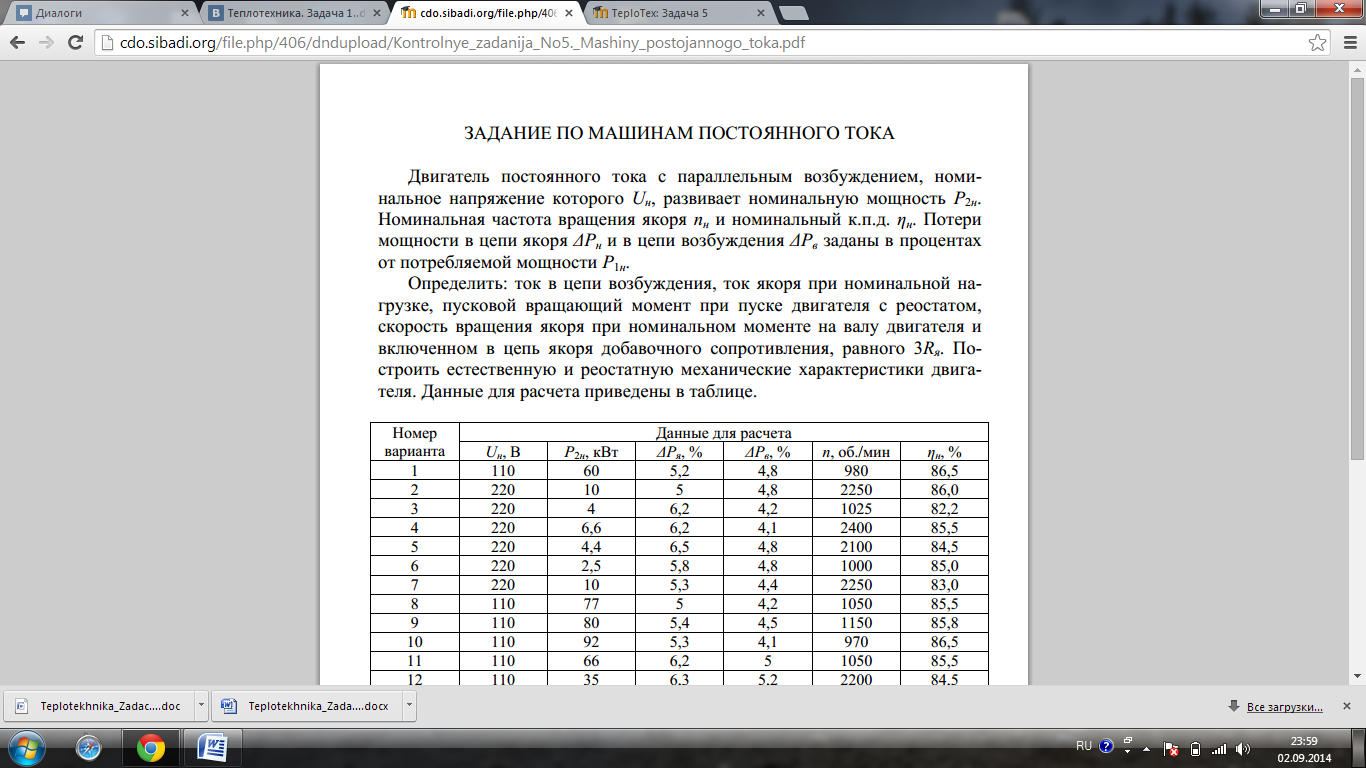 Диалоги
Теплотехника. Задача 1..d
cdo.sibadi.org/file.php/406
ТерloТех: Задача 5
cdo.sibadi.org/file.php/406/dndupload/Kontrolnye_zadanija_No5._Mashiny_postojannogo_toka.pdf
ЗАДАНИЕ ПО МАШИНАМ ПОСТОЯННОГО ТОКА
Двигатель постоянного тока с параллельным возбуждением, номи-
нальное напряжение которого Uн, развивает номинальную мощность P2н.
Номинальная частота вращения якоря nн и номинальный к.п.д. ηн. Потери
мощности в цепи якоря ΔPн и в цепи возбуждения ΔPв заданы в процентах
от потребляемой мощности P1н.
Определить: ток в цепи возбуждения, ток якоря при номинальной на-
грузке, пусковой вращающий момент при пуске двигателя с реостатом,
скорость вращения якоря при номинальном моменте на валу двигателя и
включенном в цепь якоря добавочного сопротивления, равного 3Rя. По-
строить естественную и реостатную механические характеристики двига-
теля. Данные для расчета приведены в таблице.
Номер варианта Данные для расчета
Uн, В P2н, кВт ΔPя, % ΔPв, % n, об./мин ηн, %
1 110 60 5,2 4,8 980 86,5
2 220 10 5 4,8 2250 86,0
3 220 4 6,2 4,2 1025 82,2
4 220 6,6 6,2 4,1 2400 85,5
5 220 4,4 6,5 4,8 2100 84,5
6 220 2,5 5,8 4,8 1000 85,0
7 220 10 5,3 4,4 2250 83,0
8 110 77 5 4,2 1050 85,5
9 110 80 5,4 4,5 1150 85,8
10 110 92 5,3 4,1 970 86,5
11 110 66 6,2 5 1050 85,5
12 110 35 6,3 5,2 2200 84,5
Teplotekhnika_Zadac....doc
Teplotekhnika_Zada....docx
Все загрузки...
RU
23:59
02.09.2014